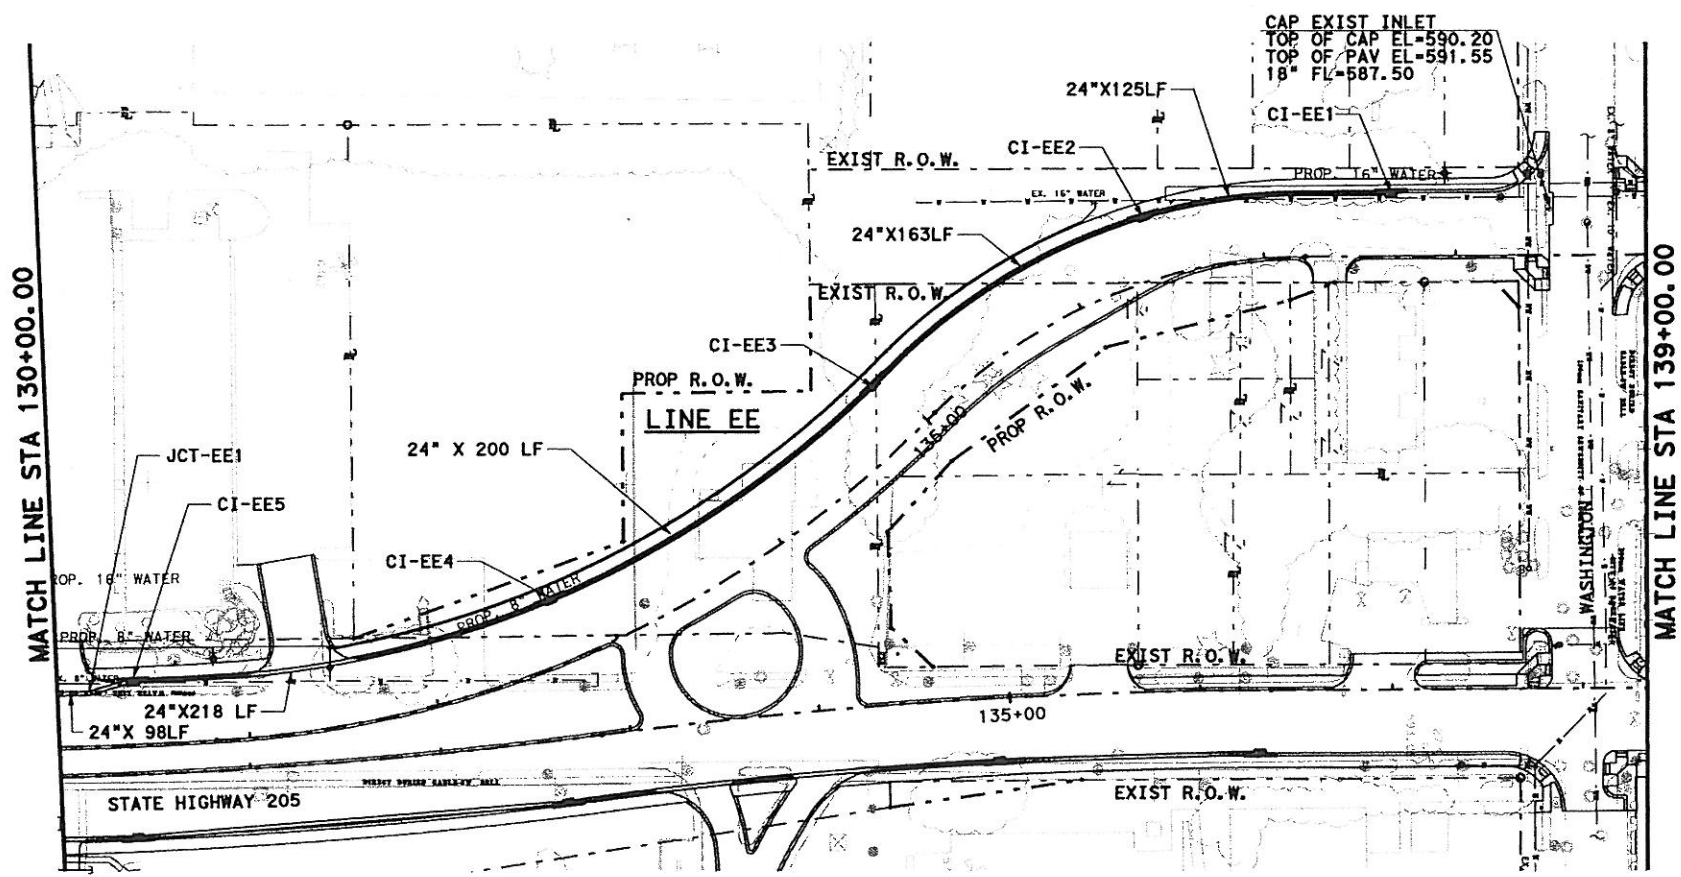 CAP EXIST INLET
TOP OF CAP EL=590.20
TOP OF PAV EL=591.55
18" FL=587.50
24"X125LF
CI-EE1
CI-EE2
EXIST R.O.W.
PROP. 16" WATER
EX. 16" WATER
24"X163LF
EXIST R.O.W.
CI-EE3
PROP R.O.W.
LINE EE
135+00
PROP R.O.W.
24" X 200 LF
JCT-EE1
CI-EE5
CI-EE4
PROP. 8" WATER
16" WATER
PROP. 8" WATER
8" WATER
24"X218 LF
24"X 98LF
EXIST R.O.W.
135+00
STATE HIGHWAY 205
EXIST R.O.W.
WASHINGTON
MATCH LINE STA 130+00.00
MATCH LINE STA 139+00.00